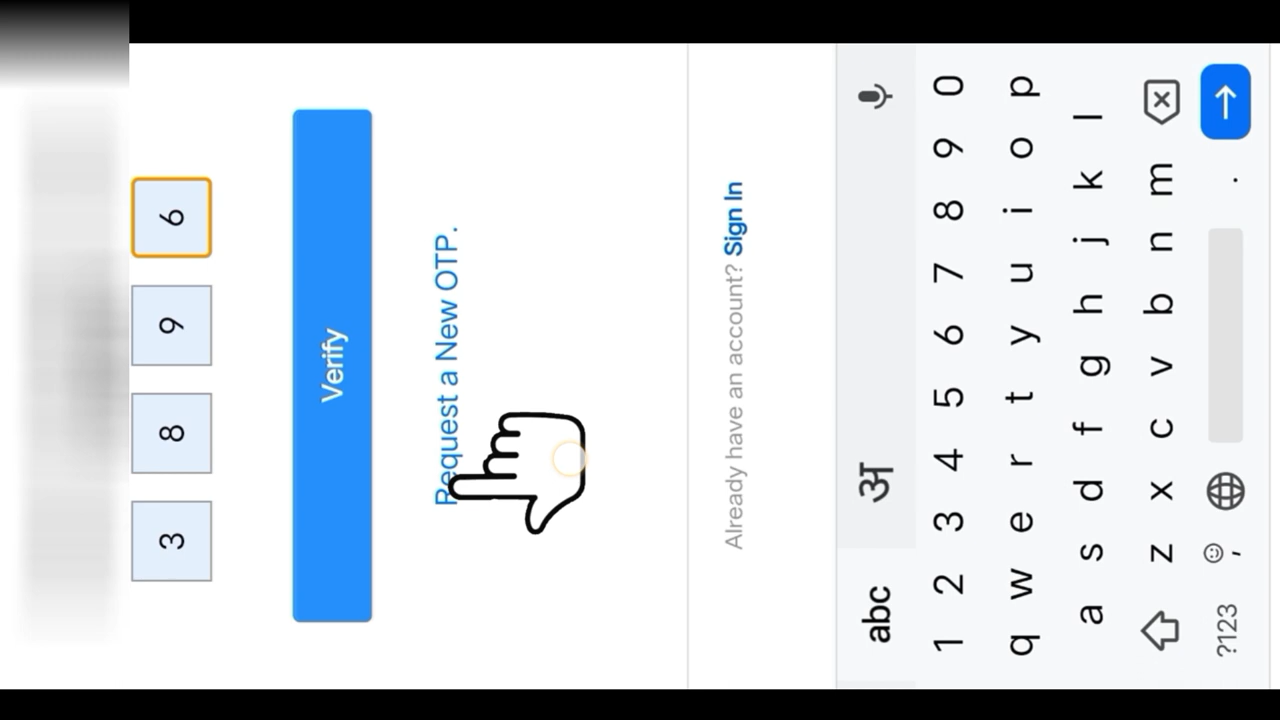 3 8 9 6
Verify
Request a New OTP.
Already have an account? Sign In
abc अ
1 2 3 4 5 6 7 8 9 0
q w e r t y u i o p
a s d f g h j k l
z x c v b n m
?123 , .